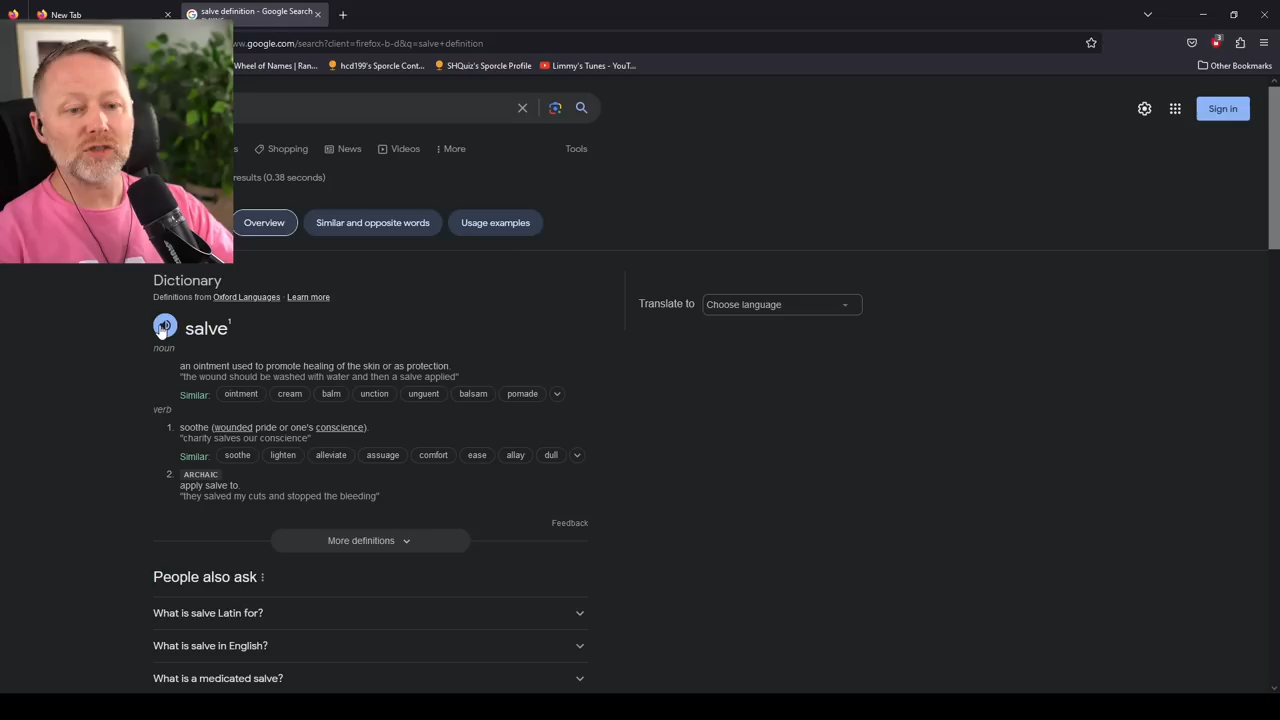 New Tab
salve definition - Google Search
w.google.com/search?client=firefox-b-d&q=salve+definition
Wheel of Names | Ran...
hcd199's Sporcle Cont...
SHQuiz's Sporcle Profile
Limmy's Tunes - YouT...
Other Bookmarks
3
Sign in
s
Shopping
News
Videos
More
Tools
results (0.38 seconds)
Overview
Similar and opposite words
Usage examples
Dictionary
Definitions from Oxford Languages · Learn more
Translate to
Choose language
salve1
noun
an ointment used to promote healing of the skin or as protection.
"the wound should be washed with water and then a salve applied"
Similar: ointment cream balm unction unguent balsam pomade
verb
1. soothe (wounded pride or one's conscience).
"charity salves our conscience"
Similar: soothe lighten alleviate assuage comfort ease allay dull
2. ARCHAIC
apply salve to.
"they salved my cuts and stopped the bleeding"
Feedback
More definitions
People also ask
What is salve Latin for?
What is salve in English?
What is a medicated salve?